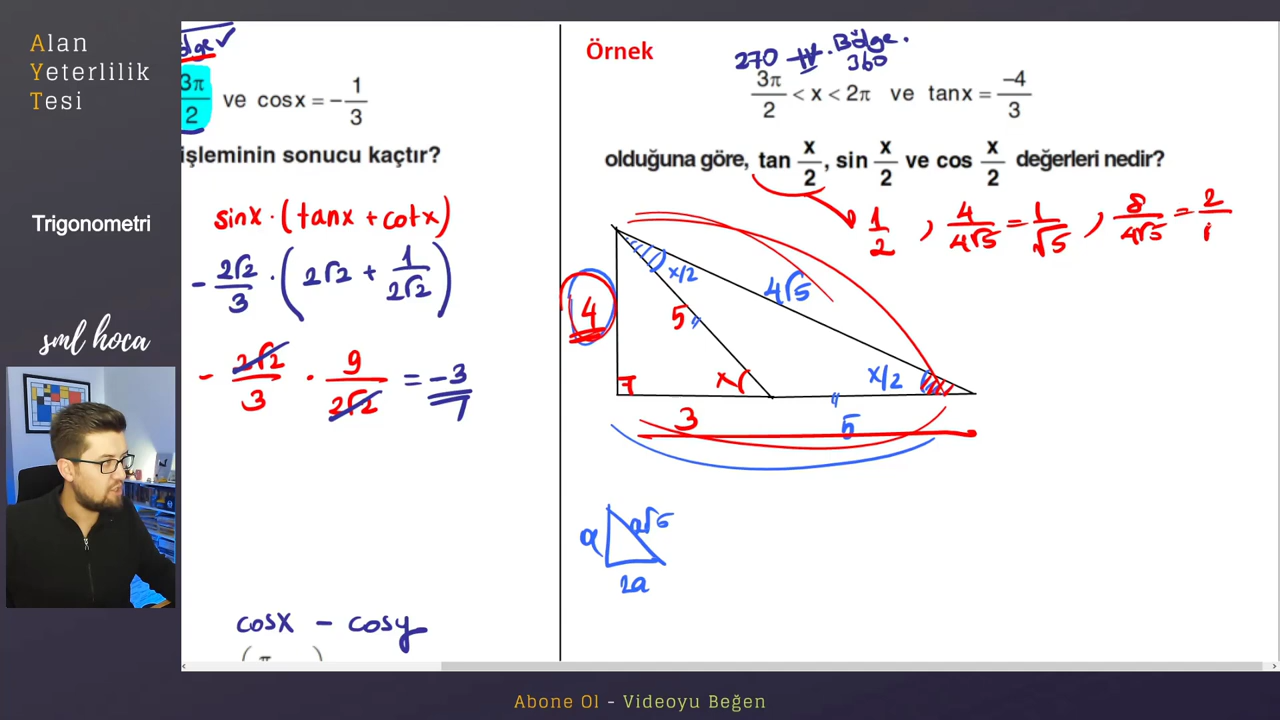 Alan
Yeterlilik
Tesi
Trigonometri
sml hoca
3π/2 ve cosx = −1/3
işleminin sonucu kaçtır?
sinx · (tanx + cotx)
- 2√2/3 · (2√2 + 1/2√2)
- 2√2/3 · 9/2√2 = -3/1
cosx - cosy
Örnek
270 IV. Bölge. 360
3π/2 < x < 2π ve tanx = −4/3
olduğuna göre, tan x/2, sin x/2 ve cos x/2 değerleri nedir?
1/2 , 4/4√5 = 1/√5 , 8/4√5 = 2/
x/2
4√5
4
5
x
x/2
3
5
a
2a
Abone Ol - Videoyu Beğen